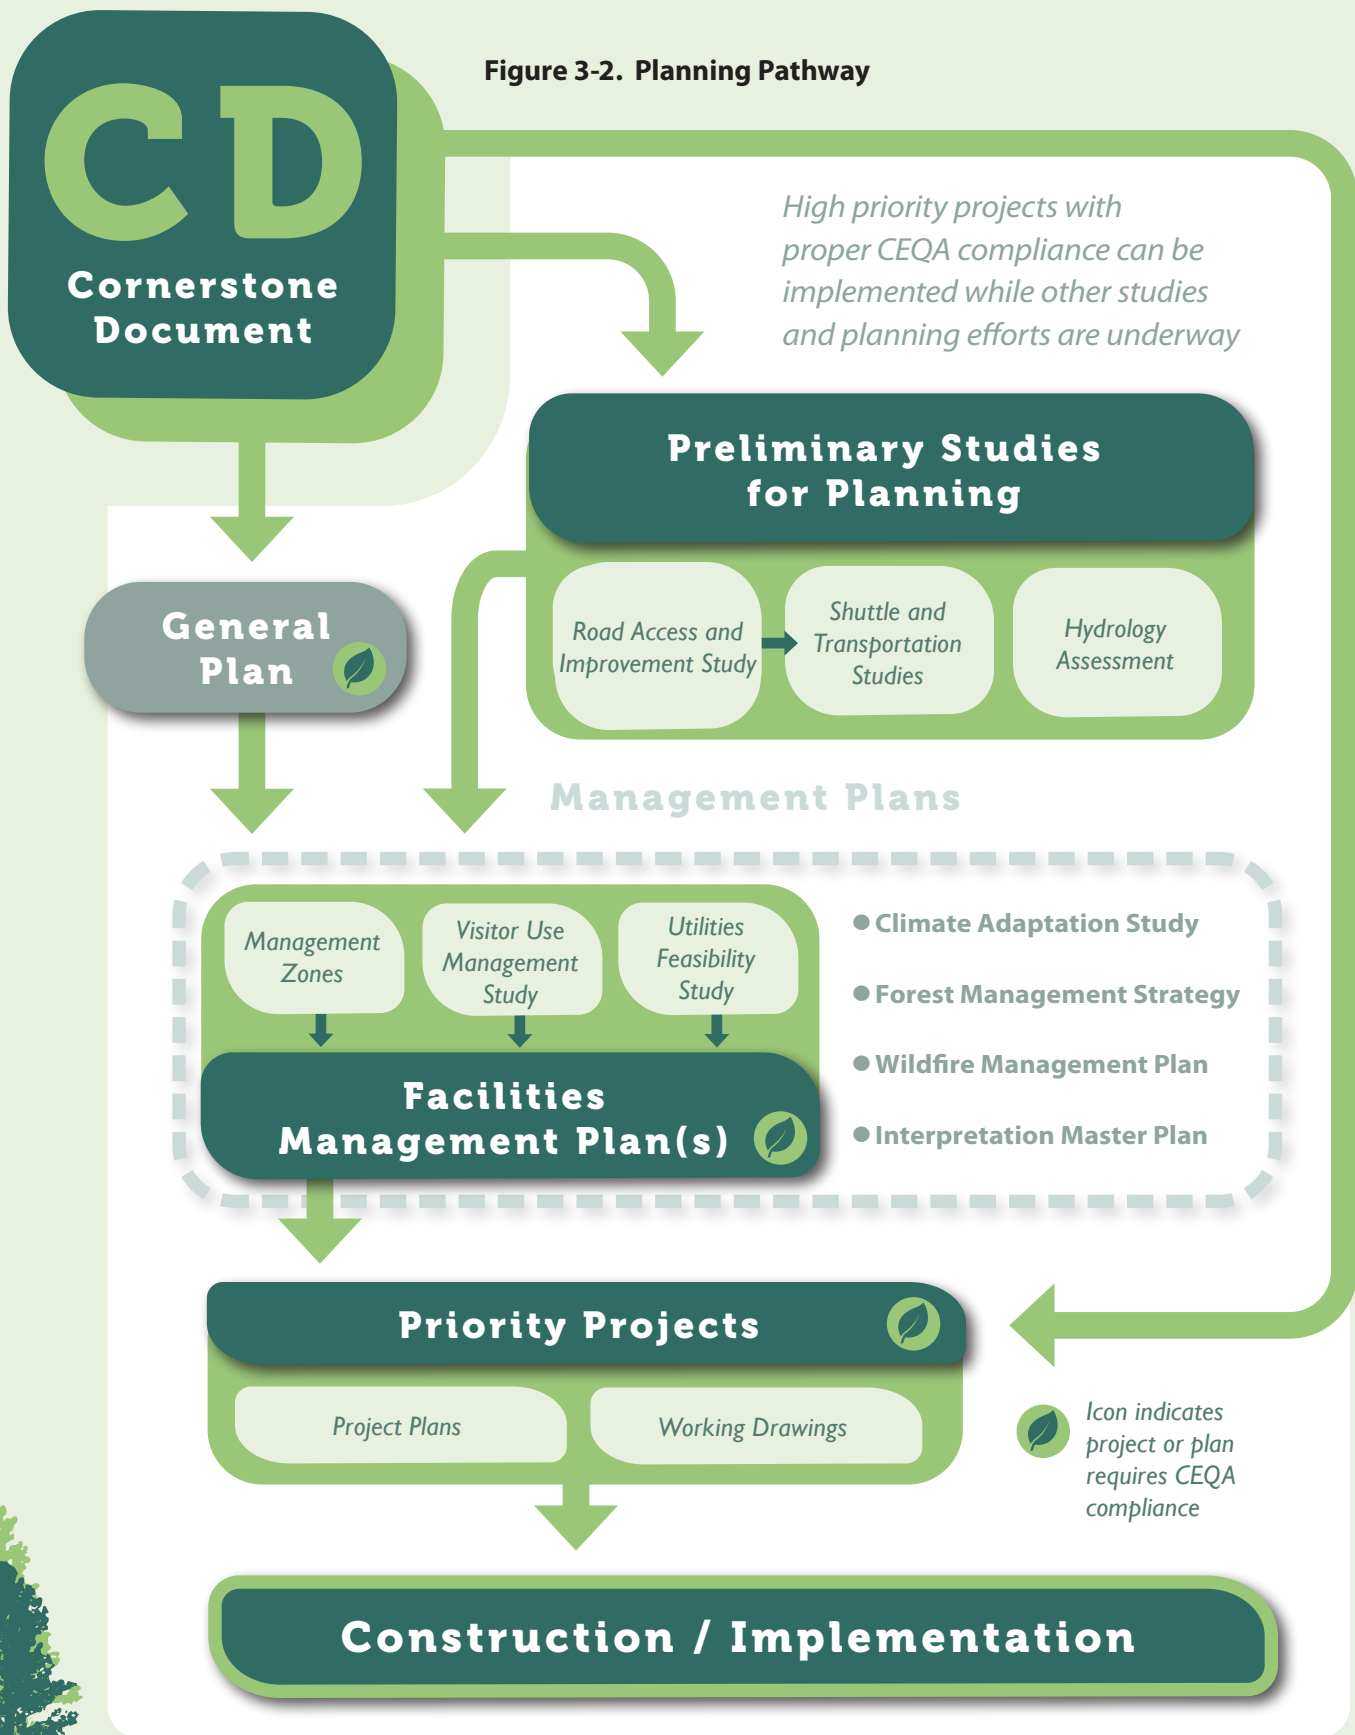 Figure 3-2. Planning Pathway
CD
Cornerstone
Document
High priority projects with
proper CEQA compliance can be
implemented while other studies
and planning efforts are underway
Preliminary Studies
for Planning
Road Access and
Improvement Study
Shuttle and
Transportation
Studies
Hydrology
Assessment
General
Plan
Management Plans
Management
Zones
Visitor Use
Management
Study
Utilities
Feasibility
Study
Facilities
Management Plan(s)
● Climate Adaptation Study
● Forest Management Strategy
● Wildfire Management Plan
● Interpretation Master Plan
Priority Projects
Project Plans
Working Drawings
Icon indicates
project or plan
requires CEQA
compliance
Construction / Implementation